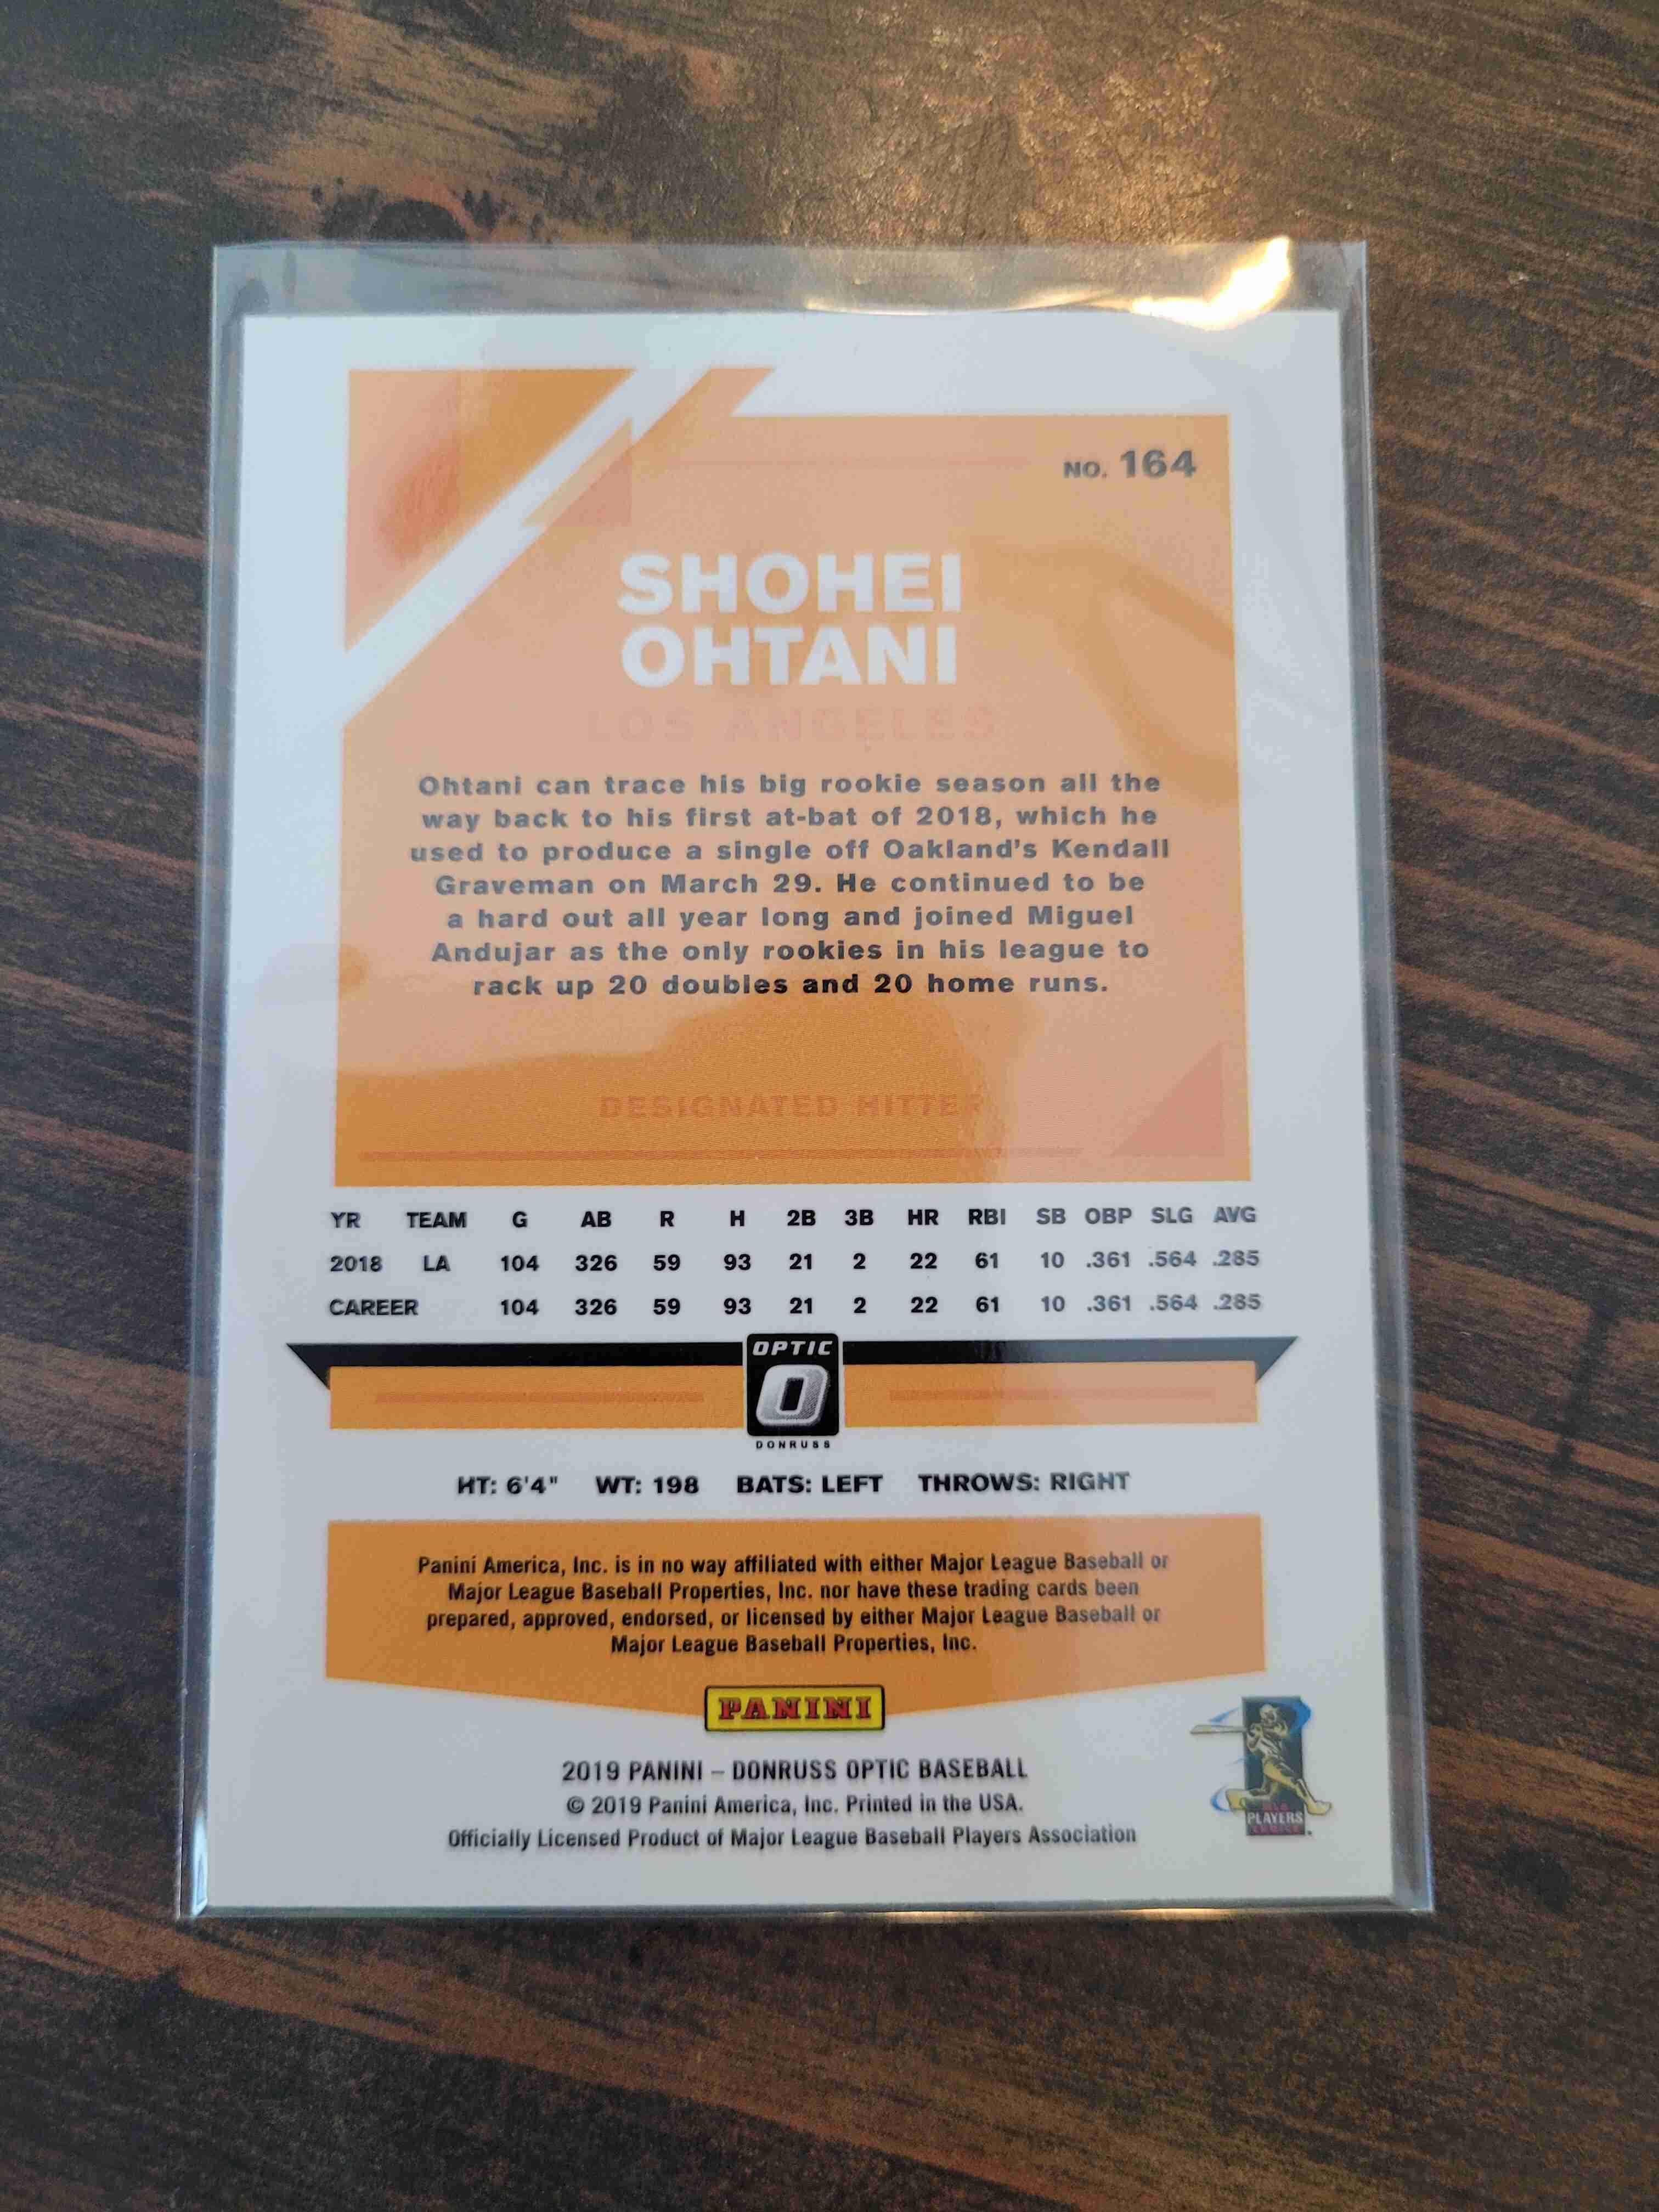 NO. 164
SHOHEI
OHTANI
LOS ANGELES
Ohtani can trace his big rookie season all the
way back to his first at-bat of 2018, which he
used to produce a single off Oakland's Kendall
Graveman on March 29. He continued to be
a hard out all year long and joined Miguel
Andujar as the only rookies in his league to
rack up 20 doubles and 20 home runs.
DESIGNATED HITTER
YR TEAM G AB R H 2B 3B HR RBI SB OBP SLG AVG
2018 LA 104 326 59 93 21 2 22 61 10 .361 .564 .285
CAREER 104 326 59 93 21 2 22 61 10 .361 .564 .285
OPTIC
O
DONRUSS
HT: 6'4" WT: 198 BATS: LEFT THROWS: RIGHT
Panini America, Inc. is in no way affiliated with either Major League Baseball or
Major League Baseball Properties, Inc. nor have these trading cards been
prepared, approved, endorsed, or licensed by either Major League Baseball or
Major League Baseball Properties, Inc.
PANINI
2019 PANINI – DONRUSS OPTIC BASEBALL
© 2019 Panini America, Inc. Printed in the USA.
Officially Licensed Product of Major League Baseball Players Association
PLAYERS